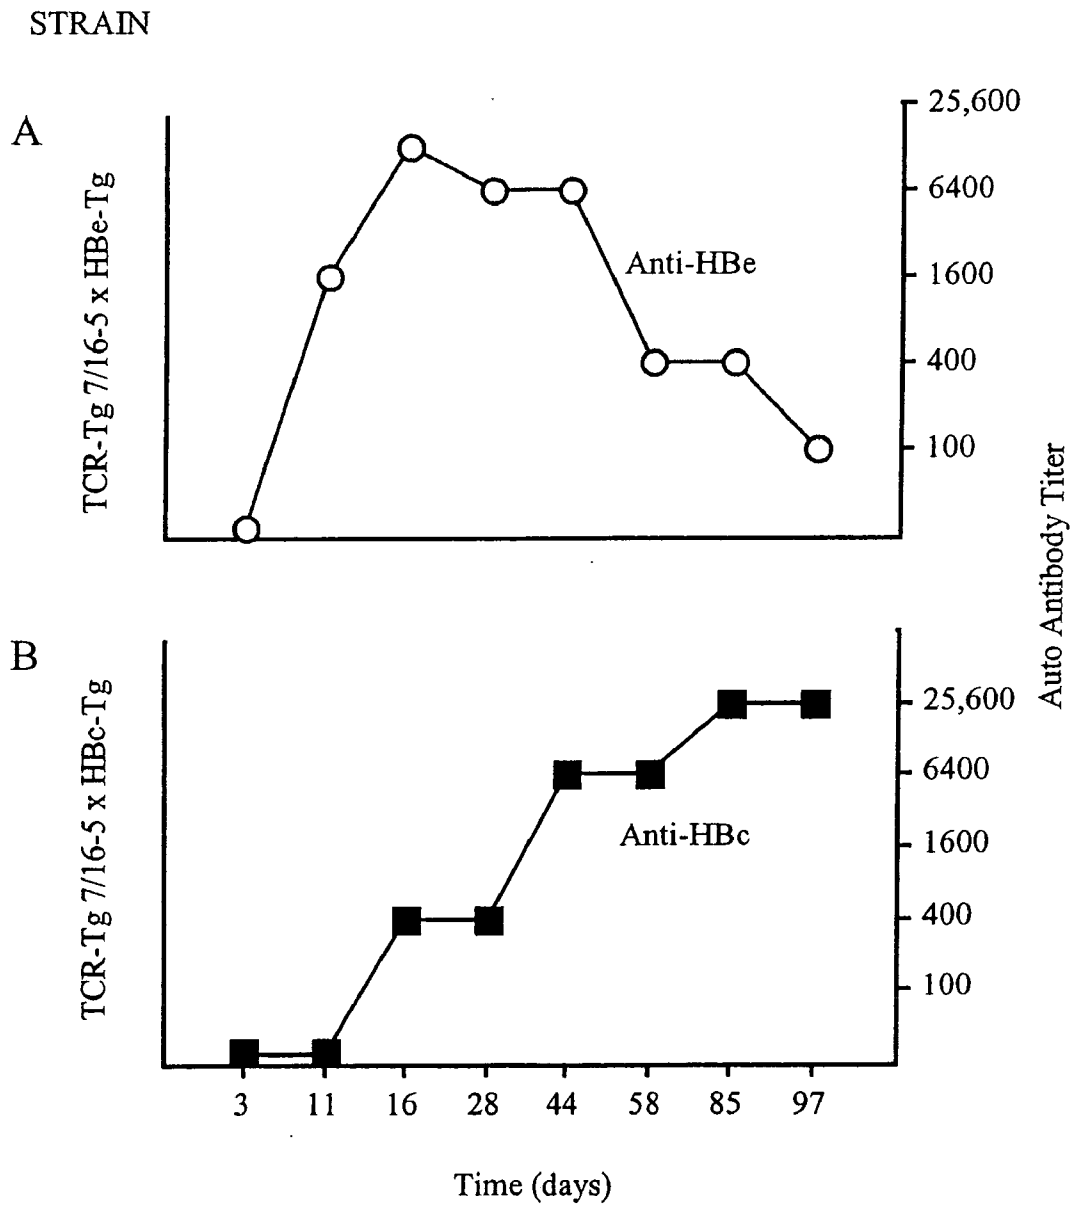 STRAIN
A
TCR-Tg 7/16-5 x HBe-Tg
Anti-HBe
25,600
6400
1600
400
100
Auto Antibody Titer
B
TCR-Tg 7/16-5 x HBc-Tg
Anti-HBc
25,600
6400
1600
400
100
3 11 16 28 44 58 85 97
Time (days)